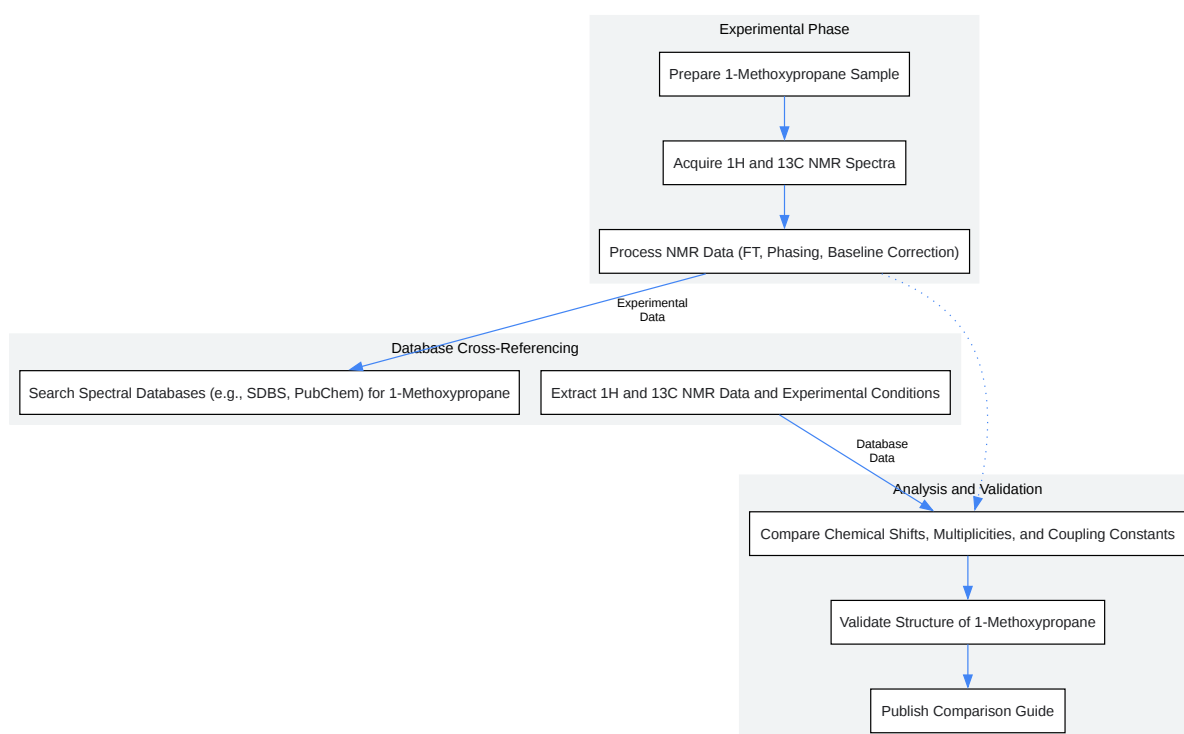 Experimental Phase
Prepare 1-Methoxypropane Sample
Acquire 1H and 13C NMR Spectra
Process NMR Data (FT, Phasing, Baseline Correction)
Experimental
Data
Database Cross-Referencing
Search Spectral Databases (e.g., SDBS, PubChem) for 1-Methoxypropane
Extract 1H and 13C NMR Data and Experimental Conditions
Database
Data
Analysis and Validation
Compare Chemical Shifts, Multiplicities, and Coupling Constants
Validate Structure of 1-Methoxypropane
Publish Comparison Guide